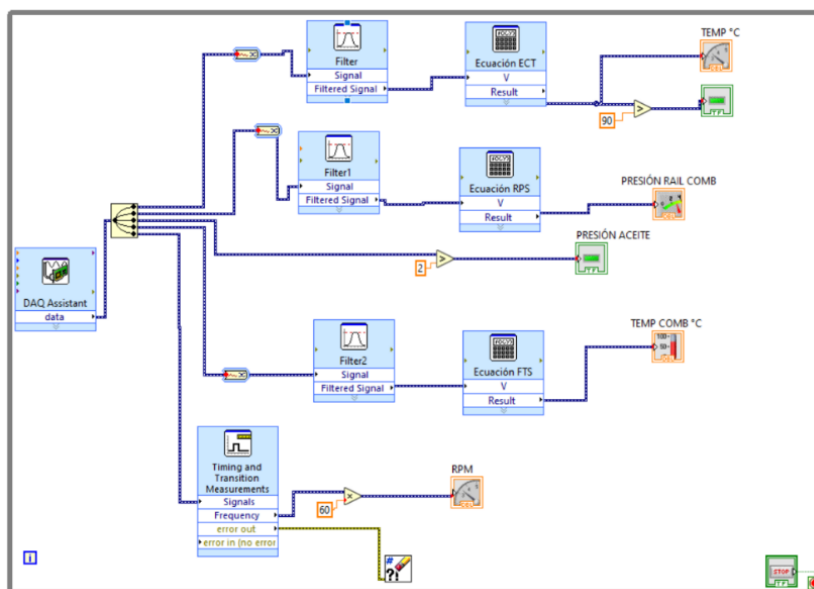 Filter
Signal
Filtered Signal
Ecuación ECT
V
Result
TEMP °C
90
>
Filter1
Signal
Filtered Signal
Ecuación RPS
V
Result
PRESIÓN RAIL COMB
PRESIÓN ACEITE
2
>
DAQ Assistant
data
Filter2
Signal
Filtered Signal
Ecuación FTS
V
Result
TEMP COMB °C
100-
50-
Timing and
Transition
Measurements
Signals
Frequency
error out
error in (no error
60
x
RPM
#
?!
i
STOP
TF